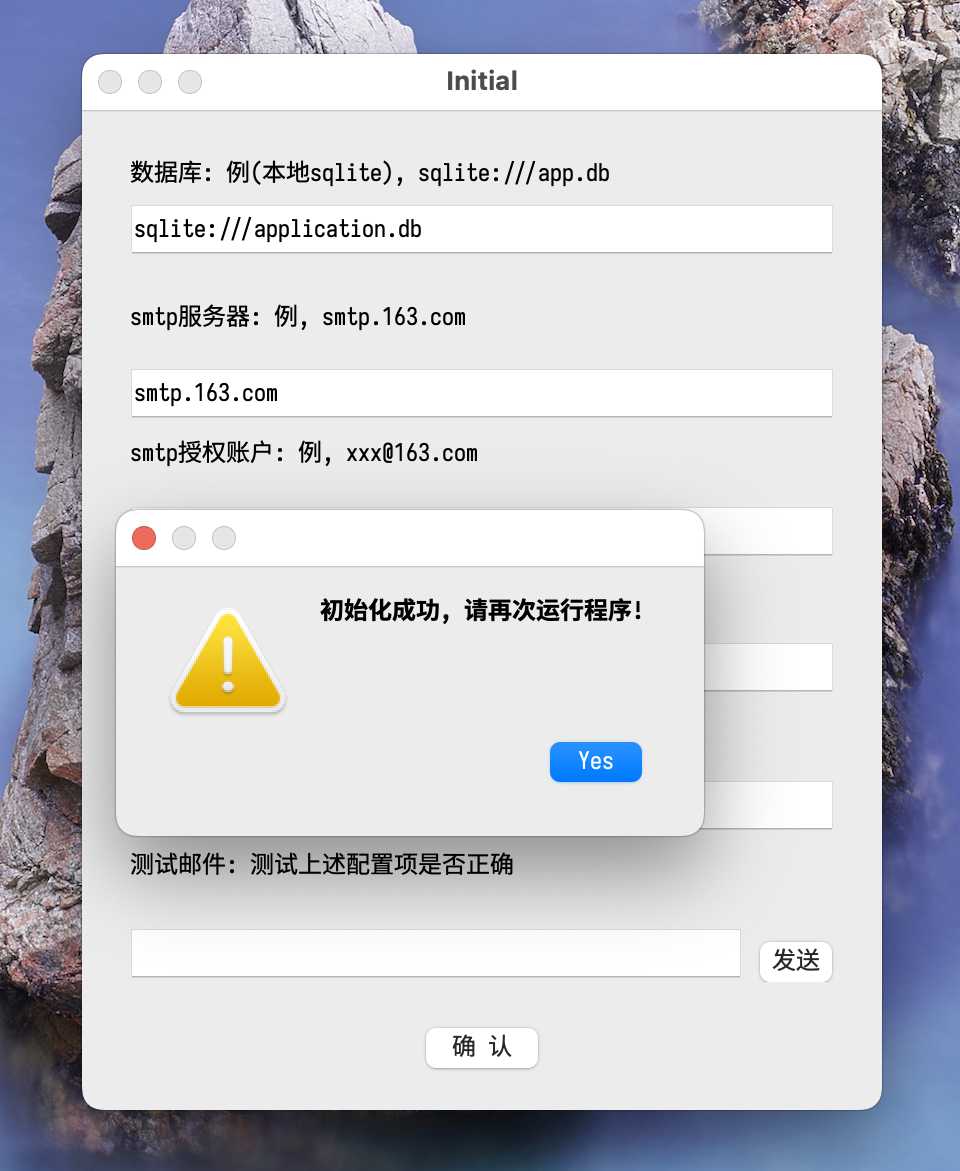 Initial
数据库：例(本地sqlite)，sqlite:///app.db
sqlite:///application.db
smtp服务器：例，smtp.163.com
smtp.163.com
smtp授权账户：例，xxx@163.com
初始化成功，请再次运行程序!
Yes
测试邮件：测试上述配置项是否正确
发送
确 认